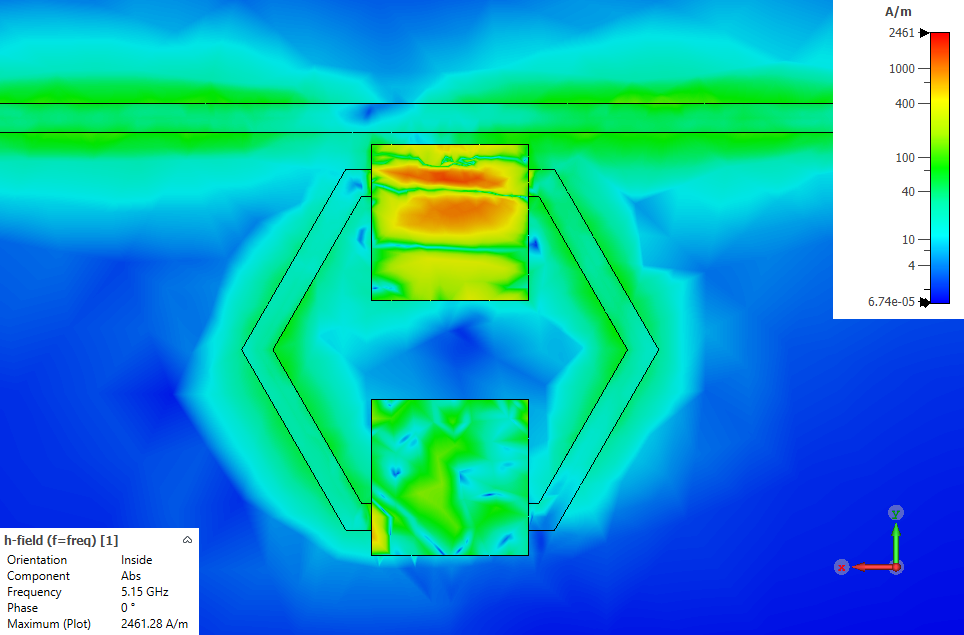 A/m
2461
1000
400
100
40
10
4
6.74e-05
h-field (f=freq) [1]
Orientation Inside
Component Abs
Frequency 5.15 GHz
Phase 0 °
Maximum (Plot) 2461.28 A/m
y
x